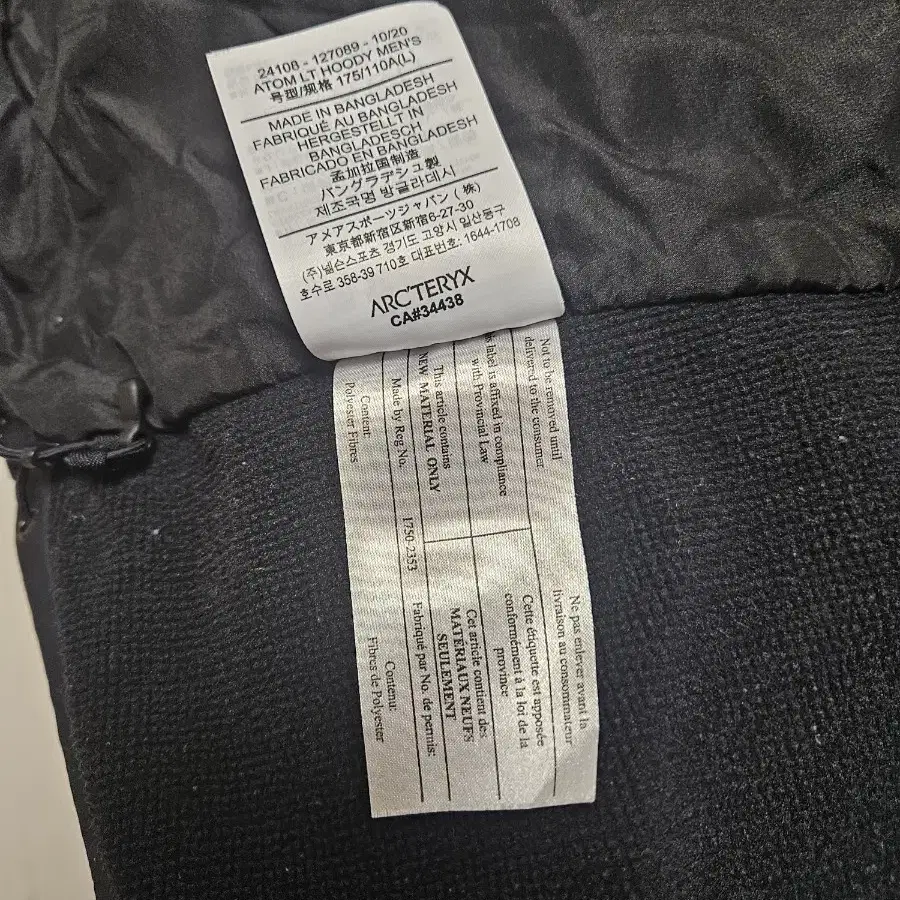 24108 - 127089 - 10/20
ATOM LT HOODY MEN'S
号型/规格 175/110A(L)
MADE IN BANGLADESH
FABRIQUÉ AU BANGLADESH
HERGESTELLT IN
BANGLADESCH
FABRICADO EN BANGLADESH
孟加拉国制造
バングラデシュ製
제조국명 방글라데시
アメアスポーツジャパン（株）
東京都新宿区新宿6-27-30
(주)넬슨스포츠 경기도 고양시 일산동구
호수로 358-39 710호 대표번호: 1644-1708
ARC'TERYX
CA#34438
Not to be removed until
delivered to the consumer
label is affixed in compliance
with Provincial Law
This article contains
NEW MATERIAL ONLY
Made by Reg No.
1750-2353
Content:
Polyester Fibres
Ne pas enlever avant la
livraison au consommateur
Cette étiquette est apposée
conformément à la loi de la
province
Cet article contient des
MATÉRIAUX NEUFS
SEULEMENT
Fabriqué par No. de permis:
Contenu:
Fibres de Polyester